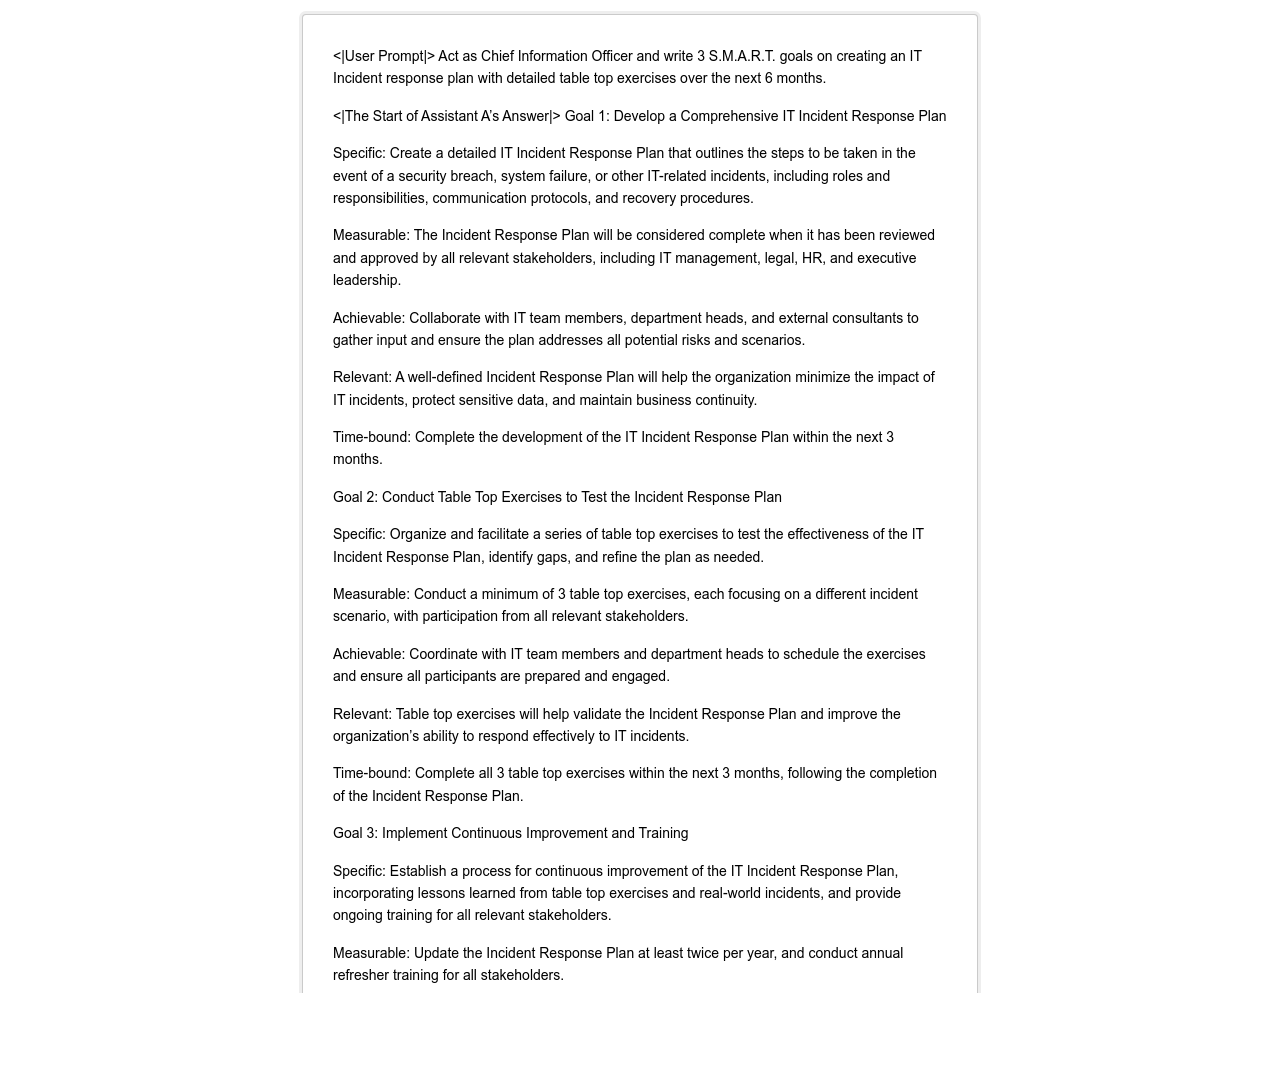 <|User Prompt|> Act as Chief Information Officer and write 3 S.M.A.R.T. goals on creating an IT
Incident response plan with detailed table top exercises over the next 6 months.
<|The Start of Assistant A’s Answer|> Goal 1: Develop a Comprehensive IT Incident Response Plan
Specific: Create a detailed IT Incident Response Plan that outlines the steps to be taken in the
event of a security breach, system failure, or other IT-related incidents, including roles and
responsibilities, communication protocols, and recovery procedures.
Measurable: The Incident Response Plan will be considered complete when it has been reviewed
and approved by all relevant stakeholders, including IT management, legal, HR, and executive
leadership.
Achievable: Collaborate with IT team members, department heads, and external consultants to
gather input and ensure the plan addresses all potential risks and scenarios.
Relevant: A well-defined Incident Response Plan will help the organization minimize the impact of
IT incidents, protect sensitive data, and maintain business continuity.
Time-bound: Complete the development of the IT Incident Response Plan within the next 3
months.
Goal 2: Conduct Table Top Exercises to Test the Incident Response Plan
Specific: Organize and facilitate a series of table top exercises to test the effectiveness of the IT
Incident Response Plan, identify gaps, and refine the plan as needed.
Measurable: Conduct a minimum of 3 table top exercises, each focusing on a different incident
scenario, with participation from all relevant stakeholders.
Achievable: Coordinate with IT team members and department heads to schedule the exercises
and ensure all participants are prepared and engaged.
Relevant: Table top exercises will help validate the Incident Response Plan and improve the
organization’s ability to respond effectively to IT incidents.
Time-bound: Complete all 3 table top exercises within the next 3 months, following the completion
of the Incident Response Plan.
Goal 3: Implement Continuous Improvement and Training
Specific: Establish a process for continuous improvement of the IT Incident Response Plan,
incorporating lessons learned from table top exercises and real-world incidents, and provide
ongoing training for all relevant stakeholders.
Measurable: Update the Incident Response Plan at least twice per year, and conduct annual
refresher training for all stakeholders.